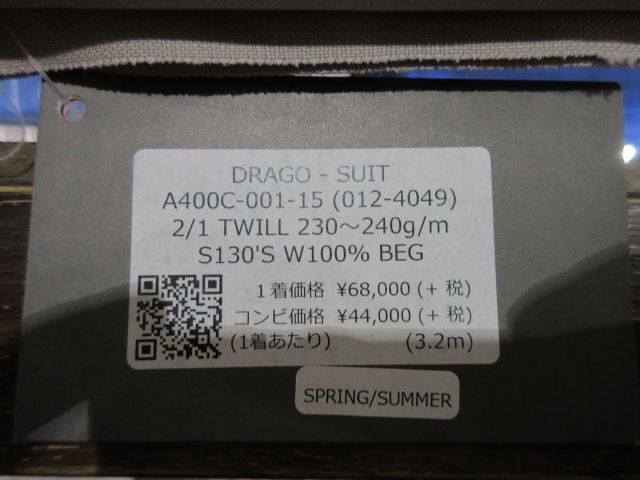 DRAGO - SUIT
A400C-001-15 (012-4049)
2/1 TWILL 230～240g/m
S130'S W100% BEG
１着価格 ¥68,000 (+ 税)
コンビ価格 ¥44,000 (+ 税)
(1着あたり) (3.2m)
SPRING/SUMMER